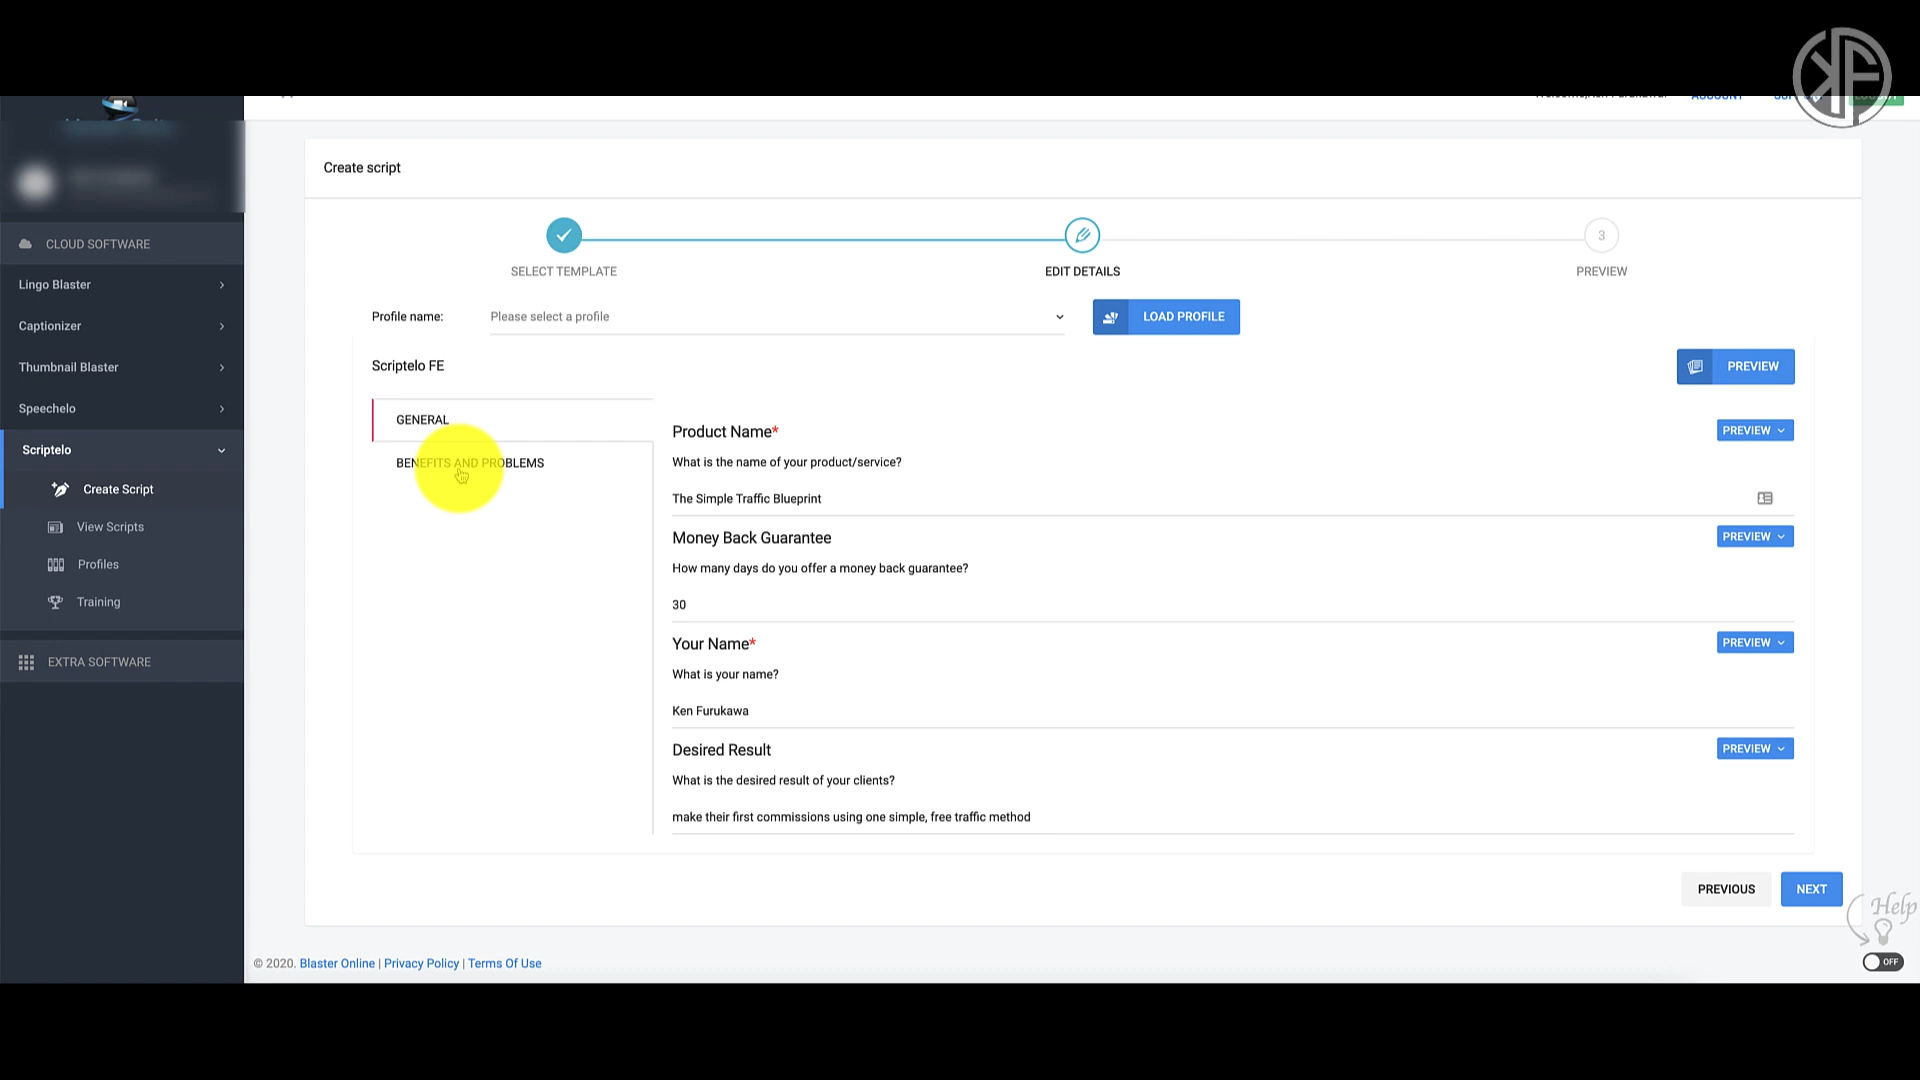 ACCOUNT
Create script
3
SELECT TEMPLATE
EDIT DETAILS
PREVIEW
Profile name:
Please select a profile
LOAD PROFILE
Scriptelo FE
PREVIEW
GENERAL
BENEFITS AND PROBLEMS
Product Name*
PREVIEW
What is the name of your product/service?
The Simple Traffic Blueprint
Money Back Guarantee
PREVIEW
How many days do you offer a money back guarantee?
30
Your Name*
PREVIEW
What is your name?
Ken Furukawa
Desired Result
PREVIEW
What is the desired result of your clients?
make their first commissions using one simple, free traffic method
PREVIOUS
NEXT
CLOUD SOFTWARE
Lingo Blaster
Captionizer
Thumbnail Blaster
Speechelo
Scriptelo
Create Script
View Scripts
Profiles
Training
EXTRA SOFTWARE
Help
OFF
© 2020. Blaster Online | Privacy Policy | Terms Of Use